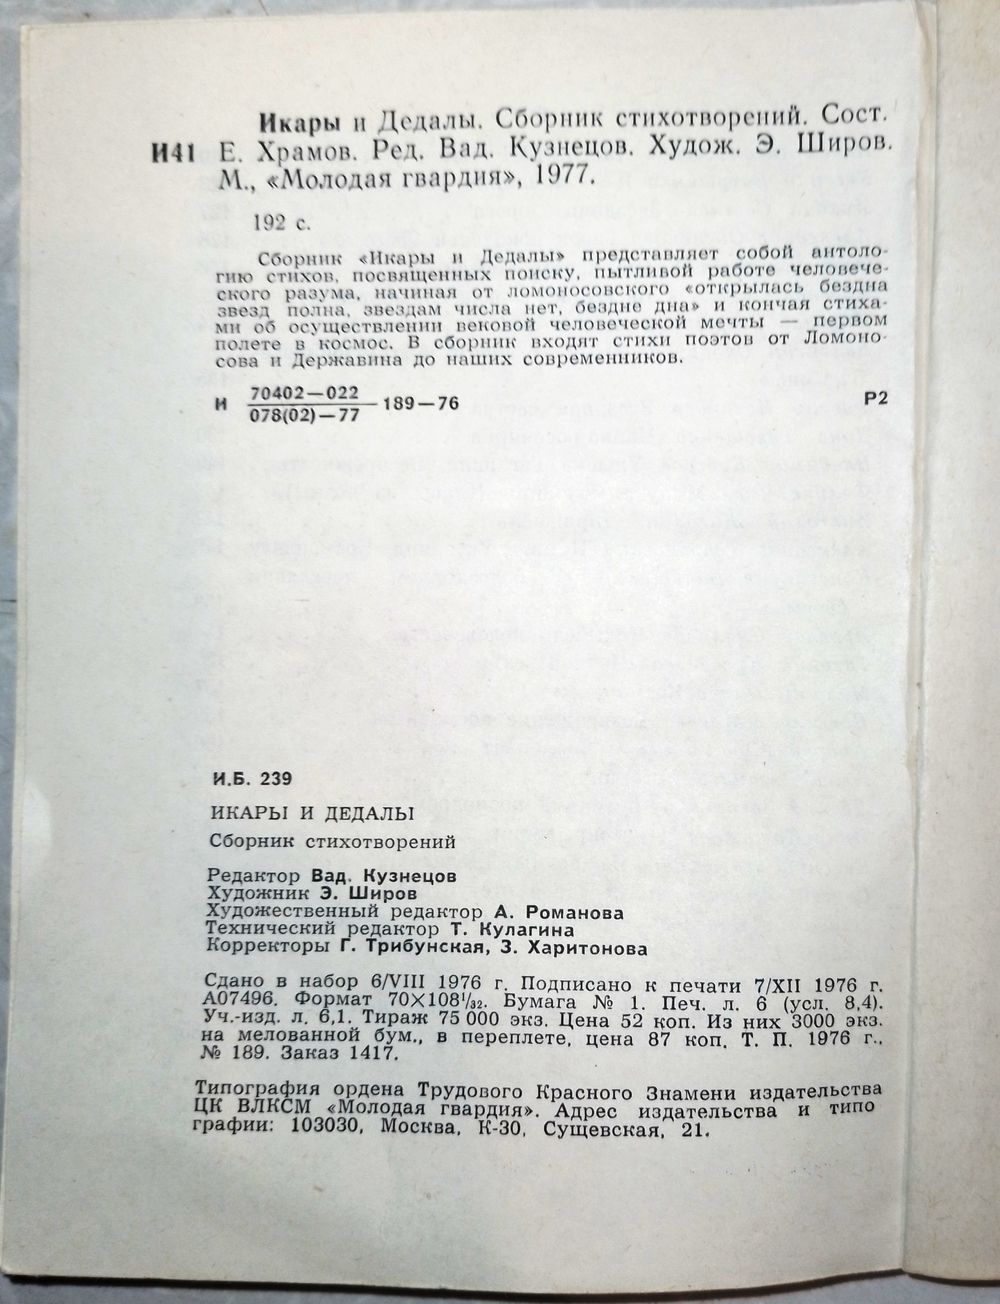 Икары и Дедалы. Сборник стихотворений. Сост.
И41 Е. Храмов. Ред. Вад. Кузнецов. Худож. Э. Широв.
М., «Молодая гвардия», 1977.
192 с.
Сборник «Икары и Дедалы» представляет собой антоло-
гию стихов, посвященных поиску, пытливой работе человече-
ского разума, начиная от ломоносовского «открылась бездна
звезд полна, звездам числа нет, бездне дна» и кончая стиха-
ми об осуществлении вековой человеческой мечты — первом
полете в космос. В сборник входят стихи поэтов от Ломоно-
сова и Державина до наших современников.
70402—022
И 189—76 Р2
078(02)—77
И.Б. 239
ИКАРЫ И ДЕДАЛЫ
Сборник стихотворений
Редактор Вад. Кузнецов
Художник Э. Широв
Художественный редактор А. Романова
Технический редактор Т. Кулагина
Корректоры Г. Трибунская, З. Харитонова
Сдано в набор 6/VIII 1976 г. Подписано к печати 7/XII 1976 г.
А07496. Формат 70×108¹/₃₂. Бумага № 1. Печ. л. 6 (усл. 8,4).
Уч.-изд. л. 6,1. Тираж 75 000 экз. Цена 52 коп. Из них 3000 экз.
на мелованной бум., в переплете, цена 87 коп. Т. П. 1976 г.,
№ 189. Заказ 1417.
Типография ордена Трудового Красного Знамени издательства
ЦК ВЛКСМ «Молодая гвардия». Адрес издательства и типо
графии: 103030, Москва, К-30, Сущевская, 21.